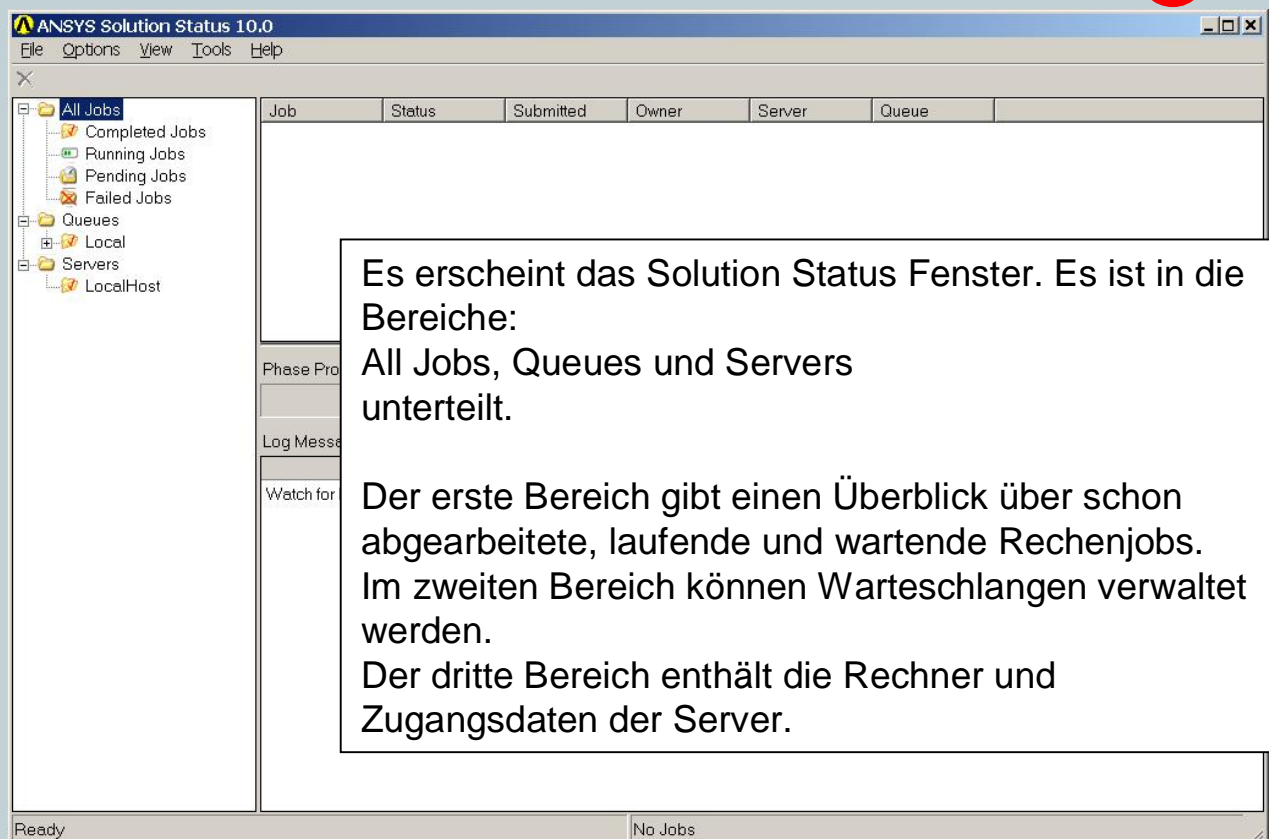 ANSYS Solution Status 10.0
File Options View Tools Help
All Jobs
Completed Jobs
Running Jobs
Pending Jobs
Failed Jobs
Queues
Local
Servers
LocalHost
Job Status Submitted Owner Server Queue
Phase
Log
Watch for
Es erscheint das Solution Status Fenster. Es ist in die
Bereiche:
All Jobs, Queues und Servers
unterteilt.
Der erste Bereich gibt einen Überblick über schon
abgearbeitete, laufende und wartende Rechenjobs.
Im zweiten Bereich können Warteschlangen verwaltet
werden.
Der dritte Bereich enthält die Rechner und
Zugangsdaten der Server.
Ready No Jobs